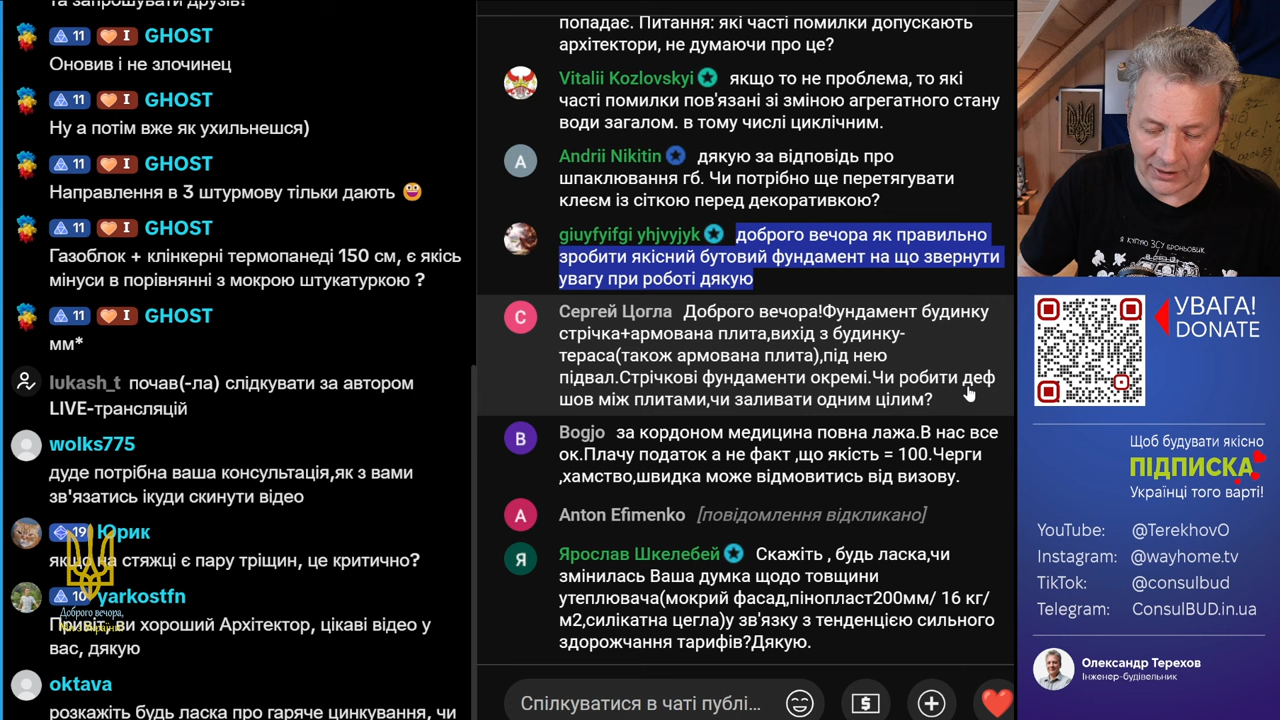 та запрошувати друзів?
11 I GHOST
Оновив і не злочинец
11 I GHOST
Ну а потім вже як ухильнешся)
11 I GHOST
Направлення в 3 штурмову тільки дають
11 I GHOST
Газоблок + клінкерні термопанеді 150 см, є якісь
мінуси в порівнянні з мокрою штукатуркою ?
11 I GHOST
мм*
lukash_t почав(-ла) слідкувати за автором
LIVE-трансляцій
wolks775
дуде потрібна ваша консультація,як з вами
зв'язатись ікуди скинути відео
19 Юрик
якщо на стяжці є пару тріщин, це критично?
10 yarkostfn
Привіт, ви хороший Архітектор, цікаві відео у
вас, дякую
Доброго вечора,
oktava
розкажіть будь ласка про гаряче цинкування, чи
попадає. Питання: які часті помилки допускають
архітектори, не думаючи про це?
Vitalii Kozlovskyi якщо то не проблема, то які
часті помилки пов'язані зі зміною агрегатного стану
води загалом. в тому числі циклічним.
A Andrii Nikitin дякую за відповідь про
шпаклювання гб. Чи потрібно ще перетягувати
клеєм із сіткою перед декоративкою?
giuyfyifgi yhjvyjyk доброго вечора як правильно
зробити якісний бутовий фундамент на що звернути
увагу при роботі дякую
С Сергей Цогла Доброго вечора!Фундамент будинку
стрічка+армована плита,вихід з будинку-
тераса(також армована плита),під нею
підвал.Стрічкові фундаменти окремі.Чи робити деф
шов між плитами,чи заливати одним цілим?
B Bogjo за кордоном медицина повна лажа.В нас все
ок.Плачу податок а не факт ,що якість = 100.Черги
,хамство,швидка може відмовитись від визову.
A Anton Efimenko [повідомлення відкликано]
Я Ярослав Шкелебей Скажіть , будь ласка,чи
змінилась Ваша думка щодо товщини
утеплювача(мокрий фасад,пінопласт200мм/ 16 кг/
м2,силікатна цегла)у зв'язку з тенденцією сильного
здорожчання тарифів?Дякую.
Спілкуватися в чаті публі...
Я КУПУЮ ЗСУ БРОНЬОВИК
УВАГА!
DONATE
Щоб будувати якісно
ПІДПИСКА
Українці того варті!
YouTube: @TerekhovO
Instagram: @wayhome.tv
TikTok: @consulbud
Telegram: ConsulBUD.in.ua
Олександр Терехов
Інженер-будівельник